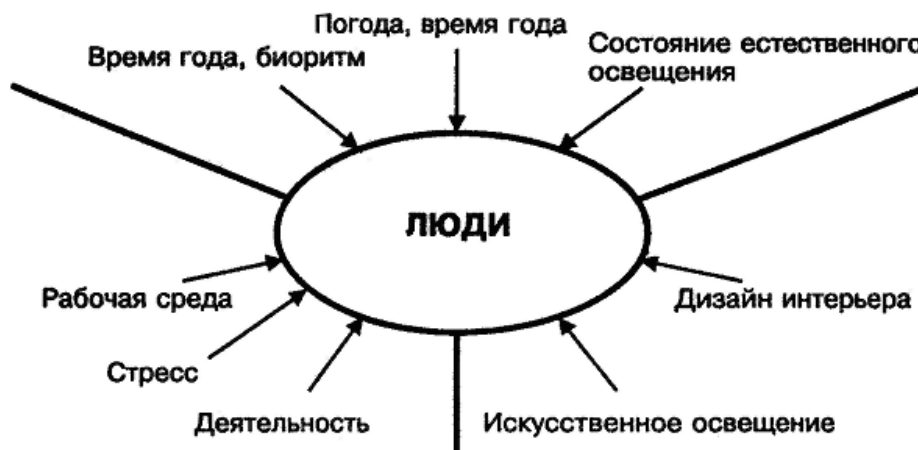 Погода, время года
Время года, биоритм
Состояние естественного
освещения
ЛЮДИ
Рабочая среда
Дизайн интерьера
Стресс
Деятельность
Искусственное освещение